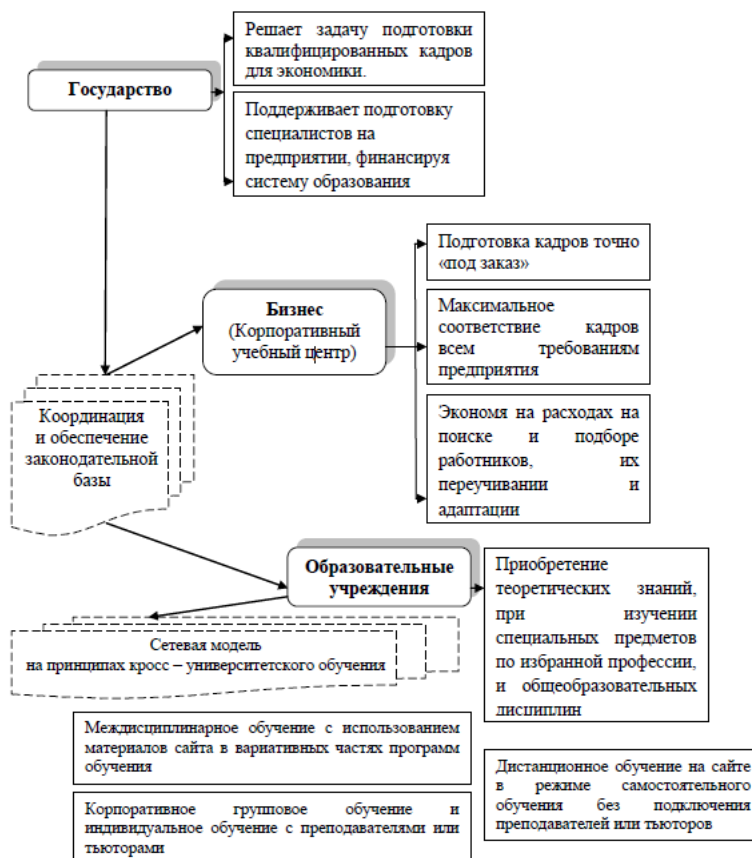 Решает задачу подготовки
квалифицированных кадров
для экономики.
Государство
Поддерживает подготовку
специалистов на
предприятии, финансируя
систему образования
Подготовка кадров точно
«под заказ»
Бизнес
(Корпоративный
учебный центр)
Максимальное
соответствие кадров
всем требованиям
предприятия
Экономя на расходах на
поиске и подборе
работников, их
переучивании и
адаптации
Координация
и обеспечение
законодательной
базы
Образовательные
учреждения
Приобретение
теоретических знаний,
при изучении
специальных предметов
по избранной профессии,
и общеобразовательных
дисциплин
Сетевая модель
на принципах кросс – университетского обучения
Междисциплинарное обучение с использованием
материалов сайта в вариативных частях программ
обучения
Дистанционное обучение на сайте
в режиме самостоятельного
обучения без подключения
преподавателей или тьюторов
Корпоративное групповое обучение и
индивидуальное обучение с преподавателями или
тьюторами